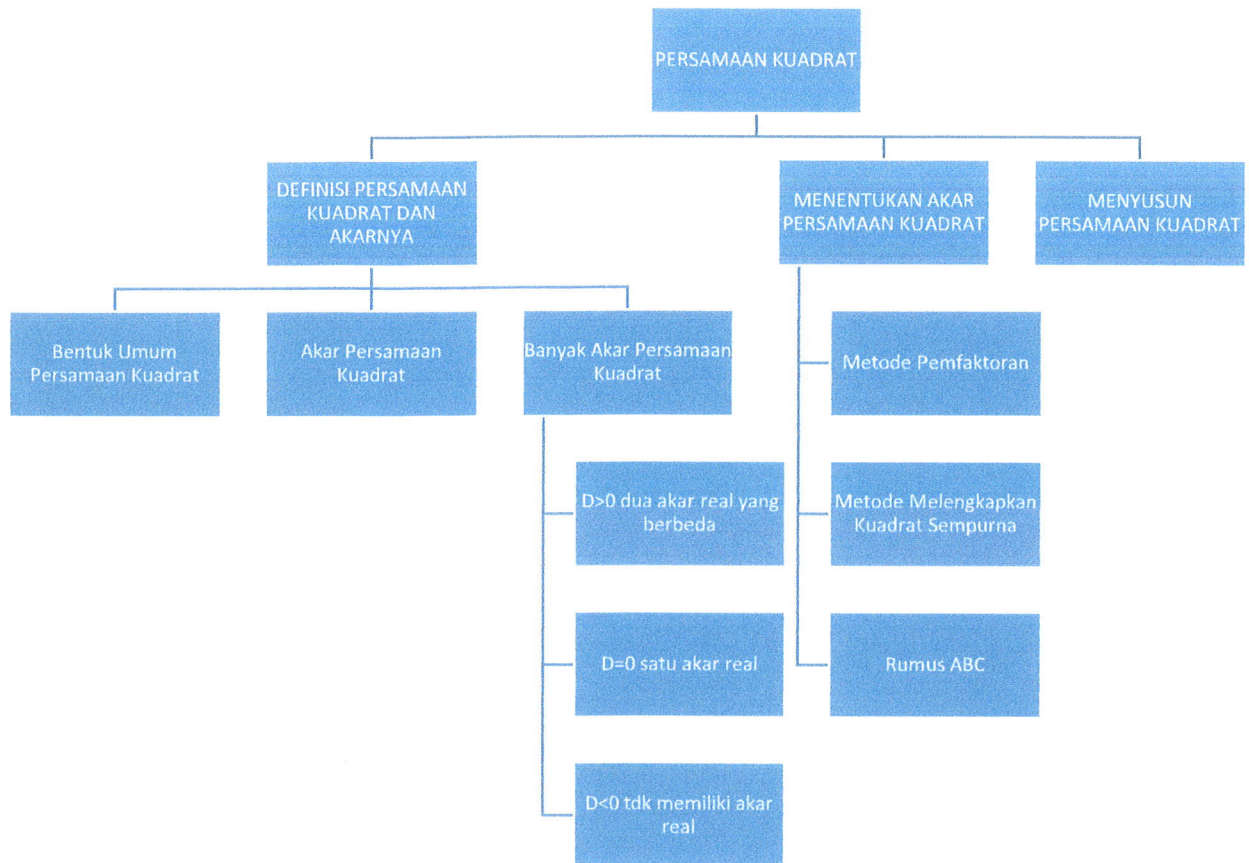 PERSAMAAN KUADRAT
DEFINISI PERSAMAAN
KUADRAT DAN
AKARNYA
MENENTUKAN AKAR
PERSAMAAN KUADRAT
MENYUSUN
PERSAMAAN KUADRAT
Bentuk Umum
Persamaan Kuadrat
Akar Persamaan
Kuadrat
Banyak Akar Persamaan
Kuadrat
Metode Pemfaktoran
D>0 dua akar real yang
berbeda
Metode Melengkapkan
Kuadrat Sempurna
D=0 satu akar real
Rumus ABC
D<0 tdk memiliki akar
real